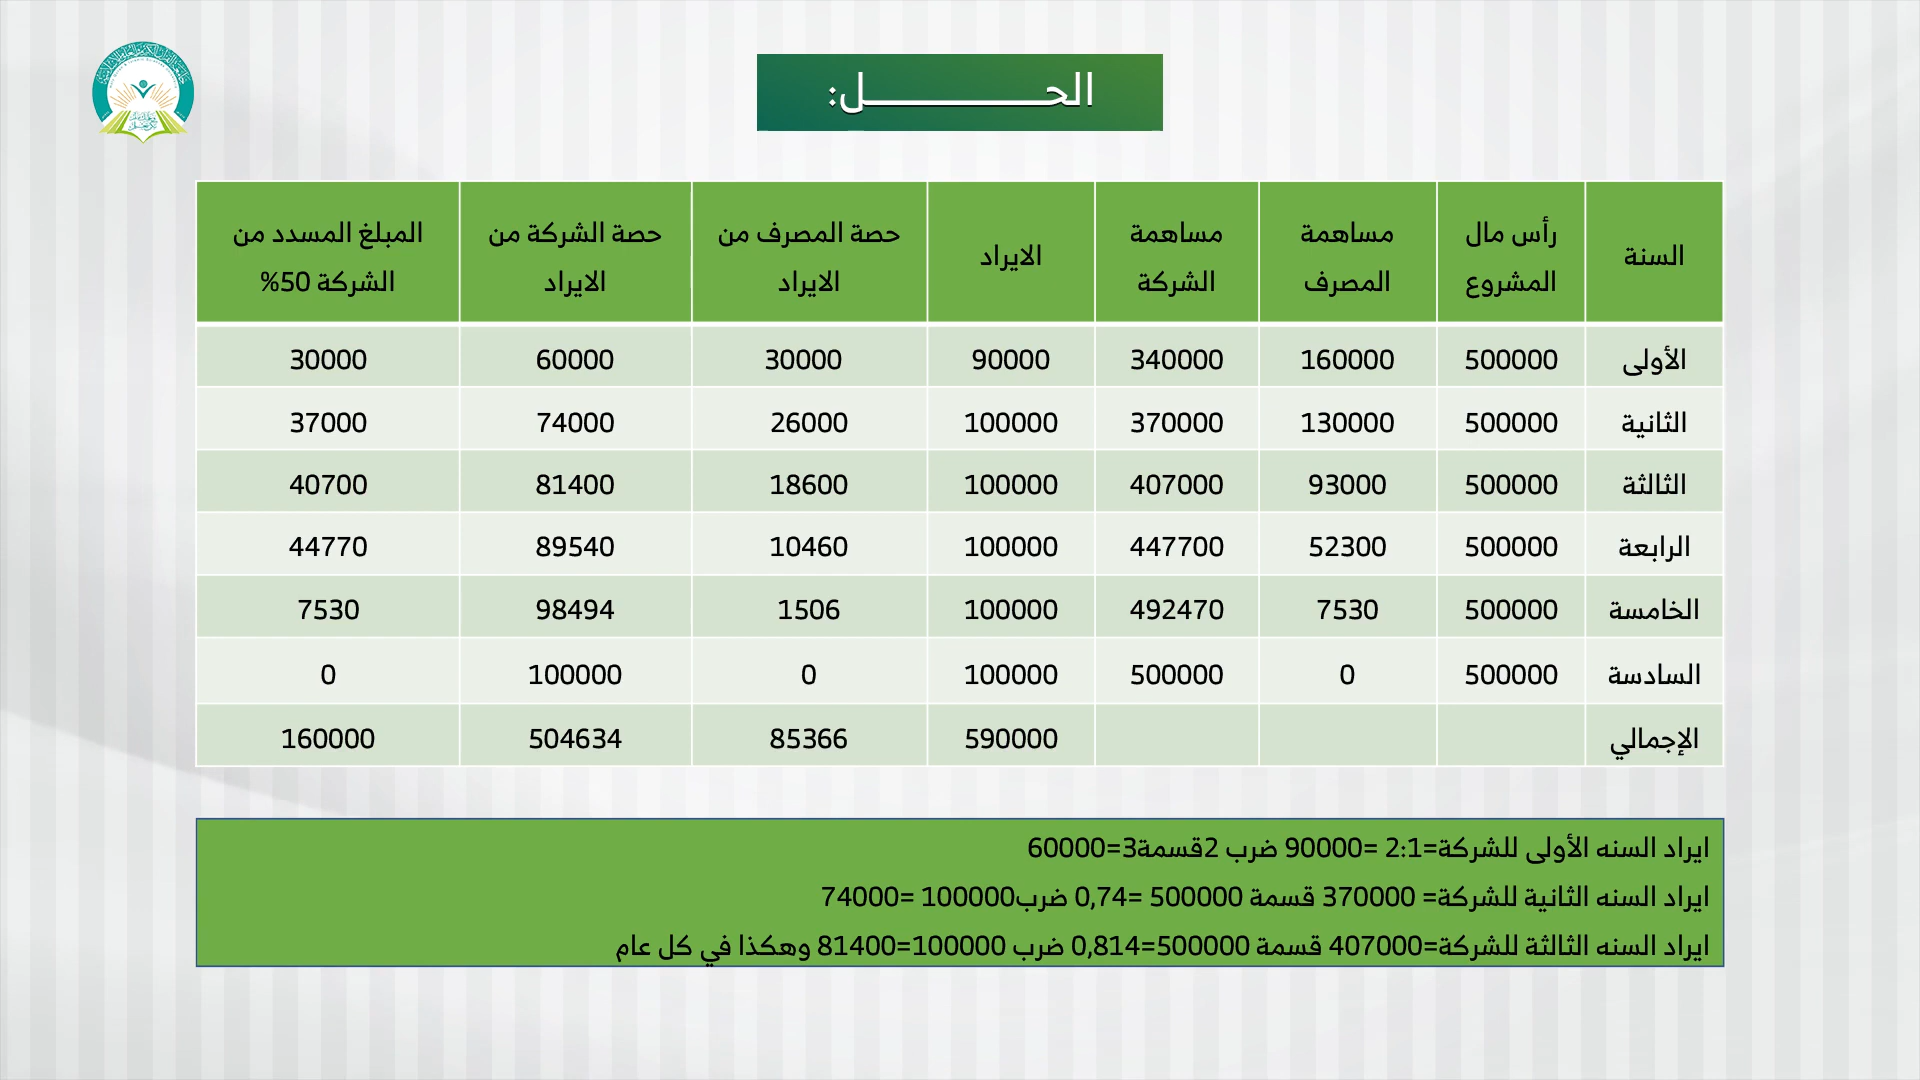 الحـــــــــــــــل:
السنة	رأس مال المشروع	مساهمة المصرف	مساهمة الشركة	الايراد	حصة المصرف من الايراد	حصة الشركة من الايراد	المبلغ المسدد من الشركة 50%
الأولى	500000	160000	340000	90000	30000	60000	30000
الثانية	500000	130000	370000	100000	26000	74000	37000
الثالثة	500000	93000	407000	100000	18600	81400	40700
الرابعة	500000	52300	447700	100000	10460	89540	44770
الخامسة	500000	7530	492470	100000	1506	98494	7530
السادسة	500000	0	500000	100000	0	100000	0
الإجمالي	590000	85366	504634	160000
ايراد السنه الأولى للشركة=2:1 =90000 ضرب 2قسمة3=60000
ايراد السنه الثانية للشركة= 370000 قسمة 500000 =0,74 ضرب100000 =74000
ايراد السنه الثالثة للشركة=407000 قسمة 500000=0,814 ضرب 100000=81400 وهكذا في كل عام